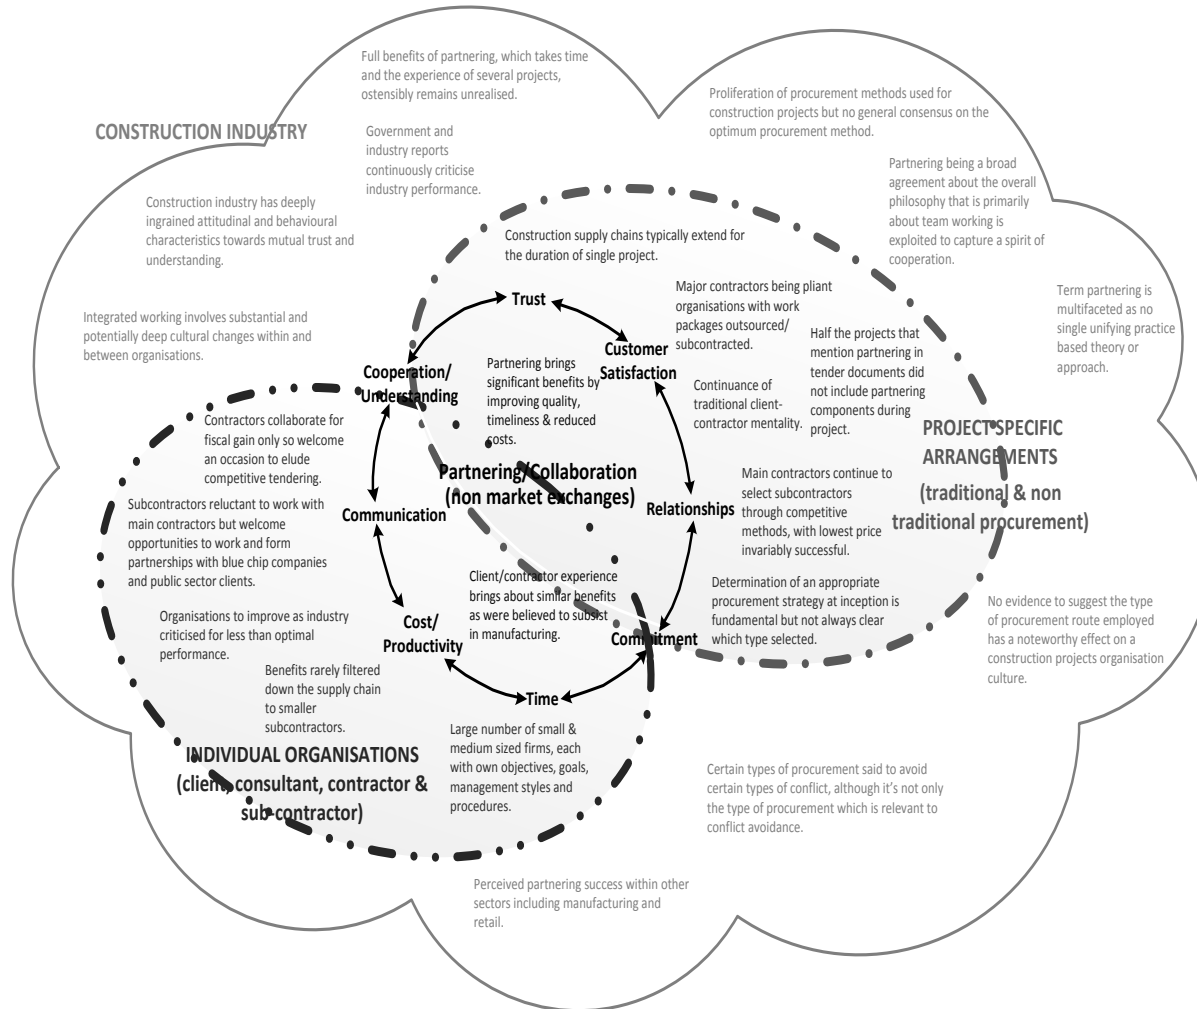 Full benefits of partnering, which takes time
and the experience of several projects,
ostensibly remains unrealised.
Proliferation of procurement methods used for
construction projects but no general consensus on the
optimum procurement method.
CONSTRUCTION INDUSTRY
Government and
industry reports
continuously criticise
industry performance.
Partnering being a broad
agreement about the overall
philosophy that is primarily
about team working is
exploited to capture a spirit of
cooperation.
Construction industry has deeply
ingrained attitudinal and behavioural
characteristics towards mutual trust and
understanding.
Construction supply chains typically extend for
the duration of single project.
Term partnering is
multifaceted as no
single unifying practice
based theory or
approach.
Integrated working involves substantial and
potentially deep cultural changes within and
between organisations.
Trust
Major contractors being pliant
organisations with work
packages outsourced/
subcontracted.
Half the projects that
mention partnering in
tender documents did
not include partnering
components during
project.
Customer
Satisfaction
Cooperation/
Understanding
Partnering brings
significant benefits by
improving quality,
timeliness & reduced
costs.
Continuance of
traditional client-
contractor mentality.
Contractors collaborate for
fiscal gain only so welcome
an occasion to elude
competitive tendering.
PROJECT SPECIFIC
ARRANGEMENTS
(traditional & non
traditional procurement)
Partnering/Collaboration
(non market exchanges)
Main contractors continue to
select subcontractors
through competitive
methods, with lowest price
invariably successful.
Subcontractors reluctant to work with
main contractors but welcome
opportunities to work and form
partnerships with blue chip companies
and public sector clients.
Communication
Relationships
Client/contractor experience
brings about similar benefits
as were believed to subsist
in manufacturing.
Determination of an appropriate
procurement strategy at inception is
fundamental but not always clear
which type selected.
Organisations to improve as industry
criticised for less than optimal
performance.
Cost/
Productivity
Commitment
No evidence to suggest the type
of procurement route employed
has a noteworthy effect on a
construction projects organisation
culture.
Benefits rarely filtered
down the supply chain
to smaller
subcontractors.
Time
INDIVIDUAL ORGANISATIONS
(client, consultant, contractor &
sub-contractor)
Large number of small &
medium sized firms, each
with own objectives, goals,
management styles and
procedures.
Certain types of procurement said to avoid
certain types of conflict, although it’s not only
the type of procurement which is relevant to
conflict avoidance.
Perceived partnering success within other
sectors including manufacturing and
retail.